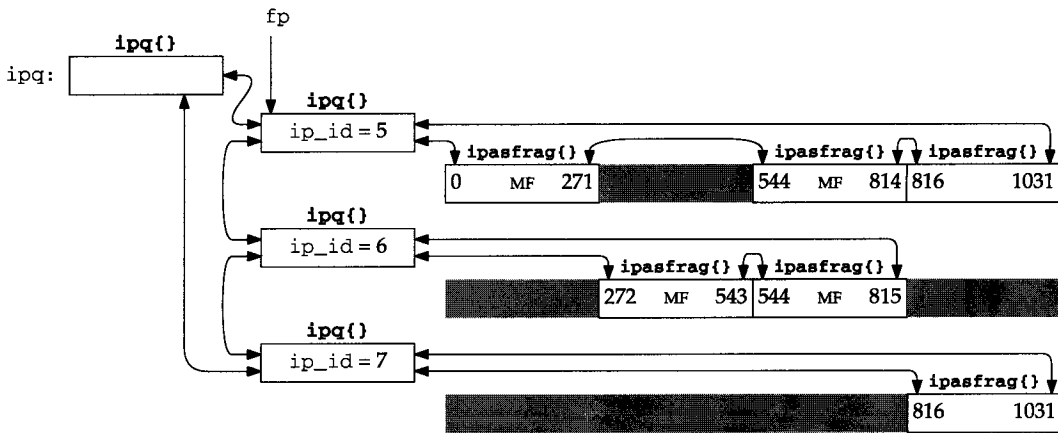 fp
ipq{}
ipq:
ipq{}
ip_id = 5
ipasfrag{} ipasfrag{} ipasfrag{}
0 MF 271 544 MF 814 816 1031
ipq{}
ip_id = 6
ipasfrag{} ipasfrag{}
272 MF 543 544 MF 815
ipq{}
ip_id = 7
ipasfrag{}
816 1031